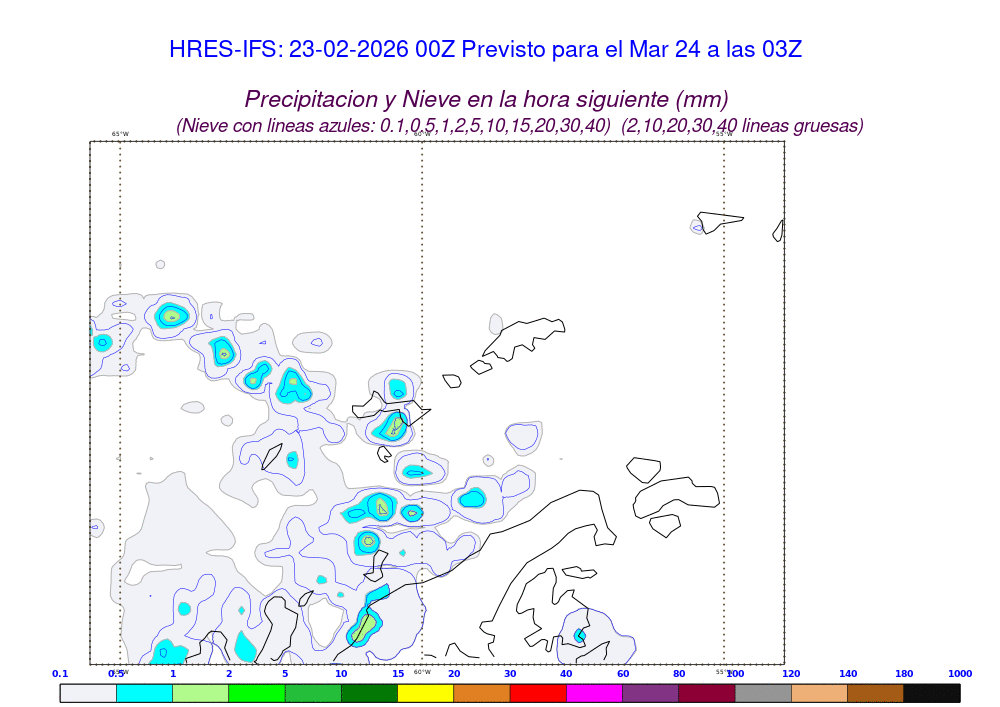 HRES-IFS: 23-02-2026 00Z Previsto para el Mar 24 a las 03Z
Precipitacion y Nieve en la hora siguiente (mm)
(Nieve con lineas azules: 0.1,0.5,1,2,5,10,15,20,30,40)  (2,10,20,30,40 lineas gruesas)
65°W 60°W 55°W
65°W 60°W 55°W
0.1 0.5 1 2 5 10 15 20 30 40 60 80 100 120 140 180 1000